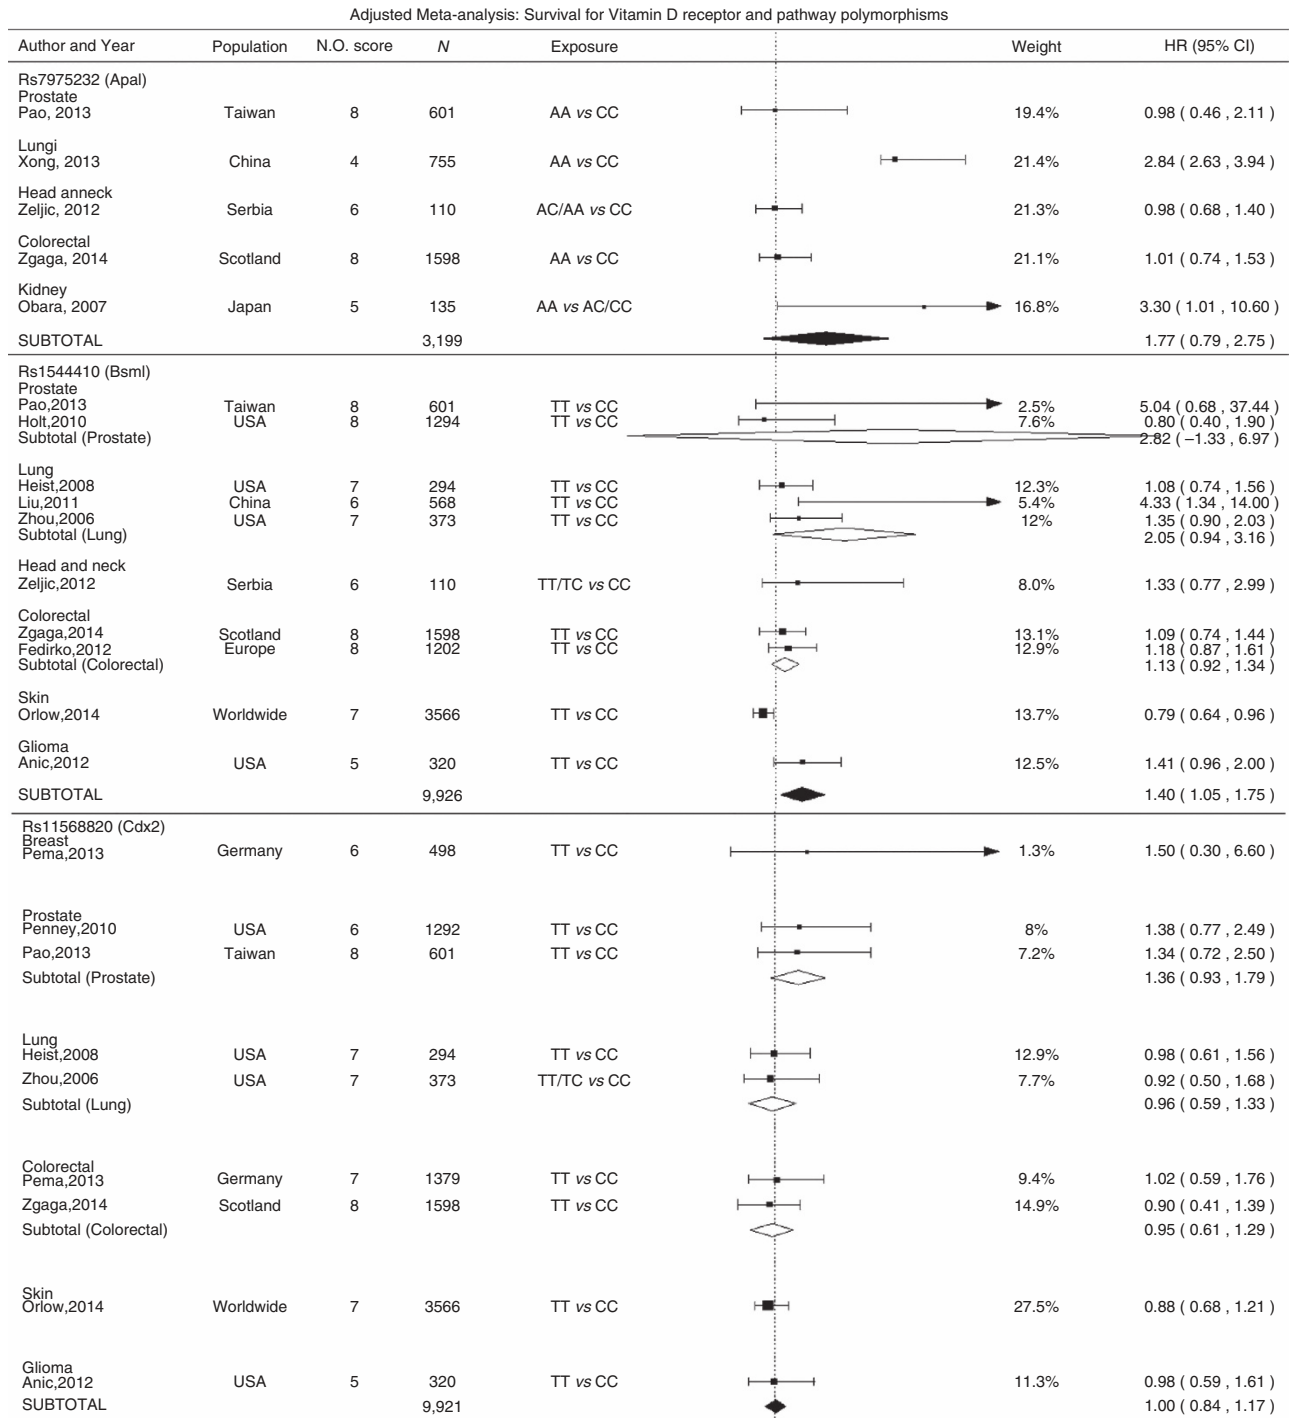 Adjusted Meta-analysis: Survival for Vitamin D receptor and pathway polymorphisms
Author and Year Population N.O. score N Exposure Weight HR (95% CI)
Rs7975232 (Apal)
Prostate
Pao, 2013 Taiwan 8 601 AA vs CC 19.4% 0.98 ( 0.46 , 2.11 )
Lungi
Xong, 2013 China 4 755 AA vs CC 21.4% 2.84 ( 2.63 , 3.94 )
Head anneck
Zeljic, 2012 Serbia 6 110 AC/AA vs CC 21.3% 0.98 ( 0.68 , 1.40 )
Colorectal
Zgaga, 2014 Scotland 8 1598 AA vs CC 21.1% 1.01 ( 0.74 , 1.53 )
Kidney
Obara, 2007 Japan 5 135 AA vs AC/CC 16.8% 3.30 ( 1.01 , 10.60 )
SUBTOTAL 3,199 1.77 ( 0.79 , 2.75 )
Rs1544410 (Bsml)
Prostate
Pao,2013 Taiwan 8 601 TT vs CC 2.5% 5.04 ( 0.68 , 37.44 )
Holt,2010 USA 8 1294 TT vs CC 7.6% 0.80 ( 0.40 , 1.90 )
Subtotal (Prostate) 2.82 ( –1.33 , 6.97 )
Lung
Heist,2008 USA 7 294 TT vs CC 12.3% 1.08 ( 0.74 , 1.56 )
Liu,2011 China 6 568 TT vs CC 5.4% 4.33 ( 1.34 , 14.00 )
Zhou,2006 USA 7 373 TT vs CC 12% 1.35 ( 0.90 , 2.03 )
Subtotal (Lung) 2.05 ( 0.94 , 3.16 )
Head and neck
Zeljic,2012 Serbia 6 110 TT/TC vs CC 8.0% 1.33 ( 0.77 , 2.99 )
Colorectal
Zgaga,2014 Scotland 8 1598 TT vs CC 13.1% 1.09 ( 0.74 , 1.44 )
Fedirko,2012 Europe 8 1202 TT vs CC 12.9% 1.18 ( 0.87 , 1.61 )
Subtotal (Colorectal) 1.13 ( 0.92 , 1.34 )
Skin
Orlow,2014 Worldwide 7 3566 TT vs CC 13.7% 0.79 ( 0.64 , 0.96 )
Glioma
Anic,2012 USA 5 320 TT vs CC 12.5% 1.41 ( 0.96 , 2.00 )
SUBTOTAL 9,926 1.40 ( 1.05 , 1.75 )
Rs11568820 (Cdx2)
Breast
Pema,2013 Germany 6 498 TT vs CC 1.3% 1.50 ( 0.30 , 6.60 )
Prostate
Penney,2010 USA 6 1292 TT vs CC 8% 1.38 ( 0.77 , 2.49 )
Pao,2013 Taiwan 8 601 TT vs CC 7.2% 1.34 ( 0.72 , 2.50 )
Subtotal (Prostate) 1.36 ( 0.93 , 1.79 )
Lung
Heist,2008 USA 7 294 TT vs CC 12.9% 0.98 ( 0.61 , 1.56 )
Zhou,2006 USA 7 373 TT/TC vs CC 7.7% 0.92 ( 0.50 , 1.68 )
Subtotal (Lung) 0.96 ( 0.59 , 1.33 )
Colorectal
Pema,2013 Germany 7 1379 TT vs CC 9.4% 1.02 ( 0.59 , 1.76 )
Zgaga,2014 Scotland 8 1598 TT vs CC 14.9% 0.90 ( 0.41 , 1.39 )
Subtotal (Colorectal) 0.95 ( 0.61 , 1.29 )
Skin
Orlow,2014 Worldwide 7 3566 TT vs CC 27.5% 0.88 ( 0.68 , 1.21 )
Glioma
Anic,2012 USA 5 320 TT vs CC 11.3% 0.98 ( 0.59 , 1.61 )
SUBTOTAL 9,921 1.00 ( 0.84 , 1.17 )